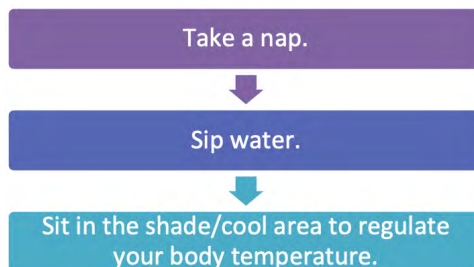 Take a nap.
Sip water.
Sit in the shade/cool area to regulate
your body temperature.